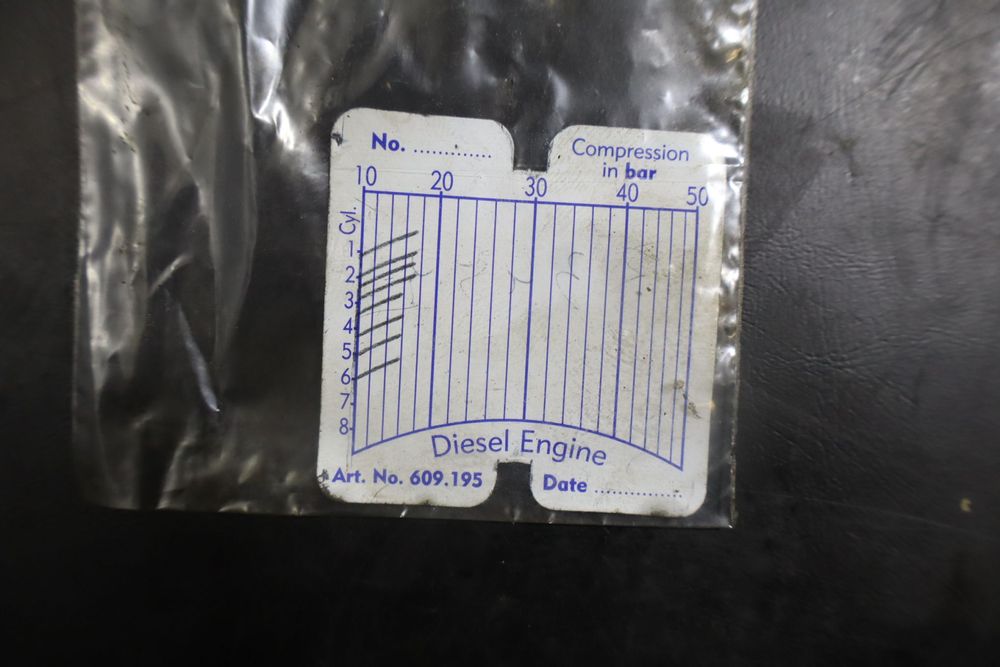 No. .............
Compression
in bar
10 20 30 40 50
Cyl.
1
2
3
4
5
6
7
8
Diesel Engine
Art. No. 609.195
Date ...............